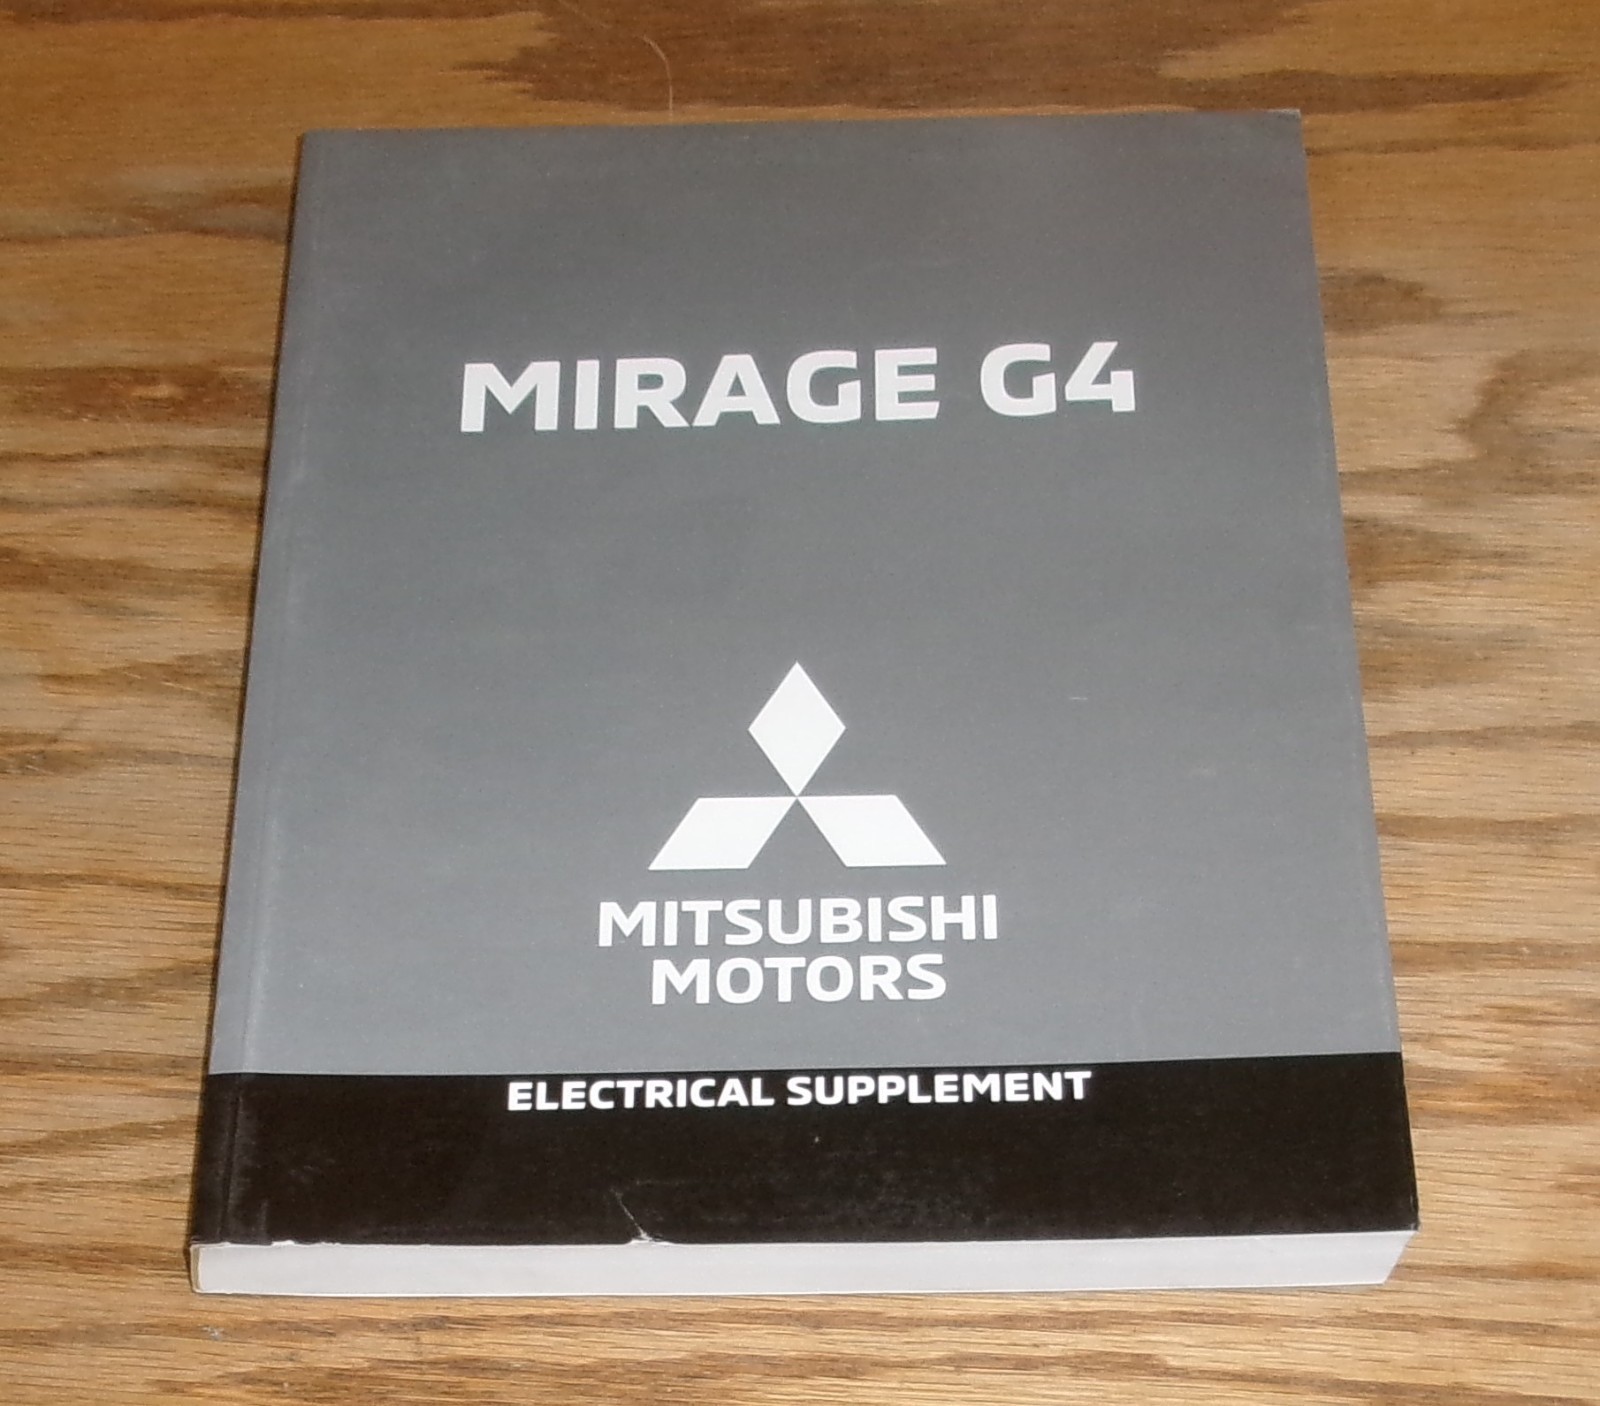 MIRAGE G4
MITSUBISHI
MOTORS
ELECTRICAL SUPPLEMENT